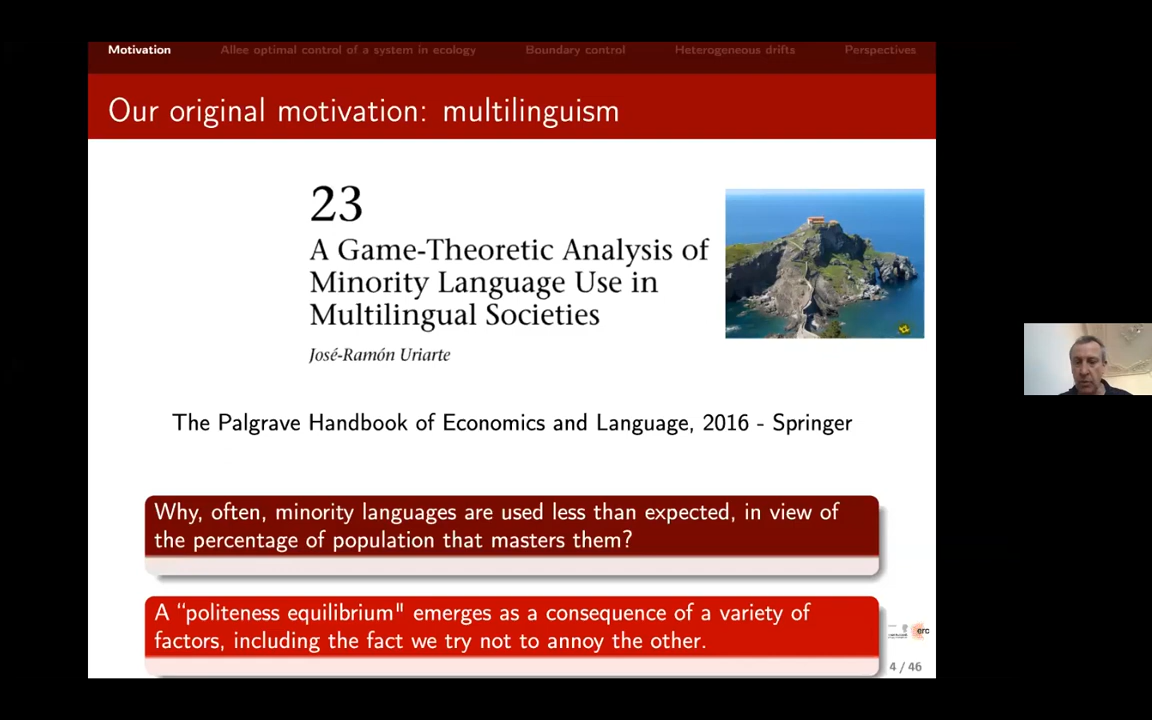 Motivation Allee optimal control of a system in ecology Boundary control Heterogeneous drifts Perspectives
Our original motivation: multilinguism
23
A Game-Theoretic Analysis of
Minority Language Use in
Multilingual Societies
José-Ramón Uriarte
The Palgrave Handbook of Economics and Language, 2016 - Springer
Why, often, minority languages are used less than expected, in view of
the percentage of population that masters them?
A “politeness equilibrium" emerges as a consequence of a variety of
factors, including the fact we try not to annoy the other.
erc
4 / 46